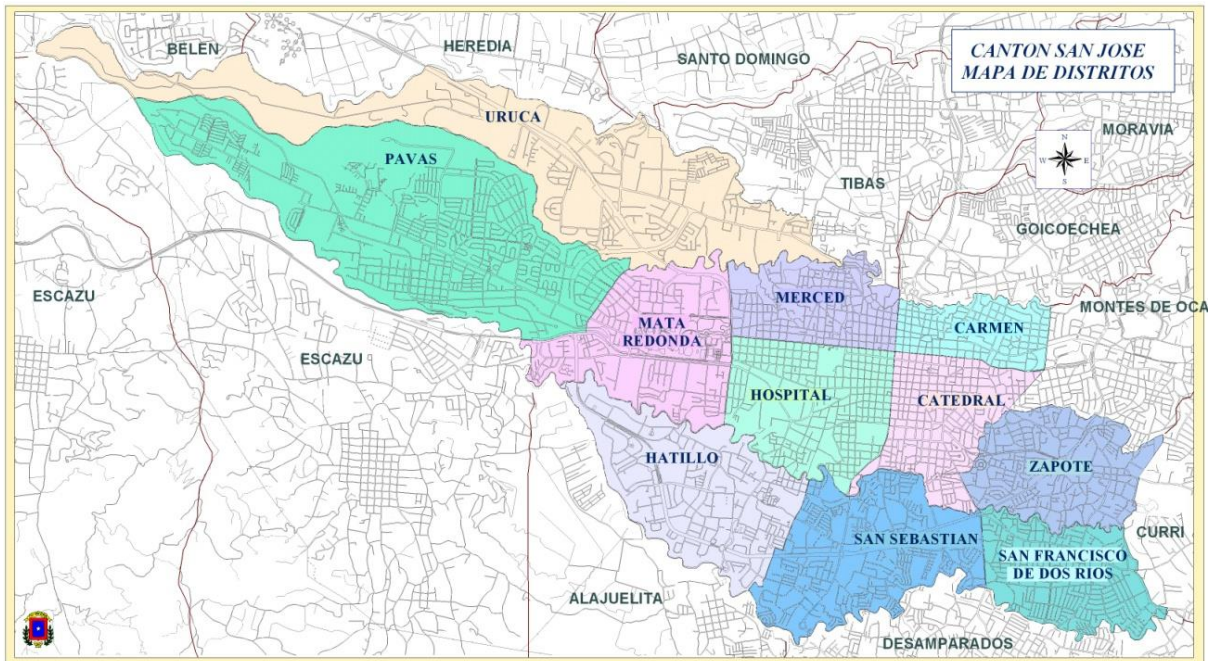 CANTON SAN JOSE
MAPA DE DISTRITOS
BELEN
HEREDIA
SANTO DOMINGO
MORAVIA
URUCA
N
W E
S
PAVAS
TIBAS
GOICOECHEA
ESCAZU
MERCED
MONTES DE OCA
MATA
REDONDA
CARMEN
ESCAZU
HOSPITAL
CATEDRAL
HATILLO
ZAPOTE
SAN SEBASTIAN
CURRI
SAN FRANCISCO
DE DOS RIOS
ALAJUELITA
DESAMPARADOS